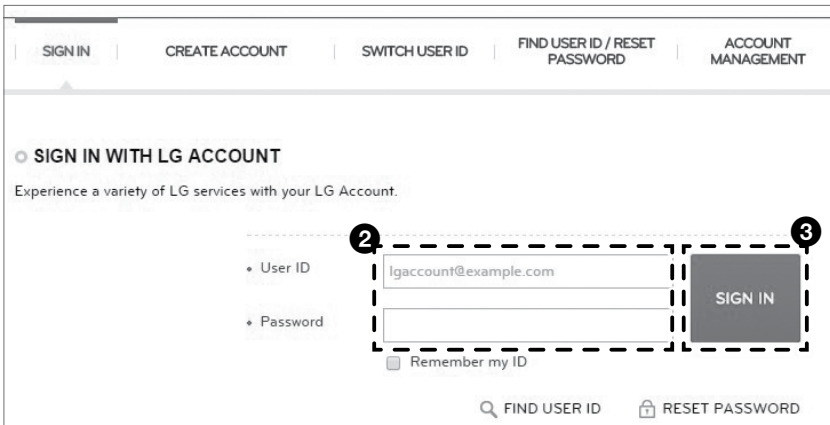 SIGN IN
CREATE ACCOUNT
SWITCH USER ID
FIND USER ID / RESET
PASSWORD
ACCOUNT
MANAGEMENT
SIGN IN WITH LG ACCOUNT
Experience a variety of LG services with your LG Account.
2
3
User ID
lgaccount@example.com
SIGN IN
Password
Remember my ID
FIND USER ID
RESET PASSWORD